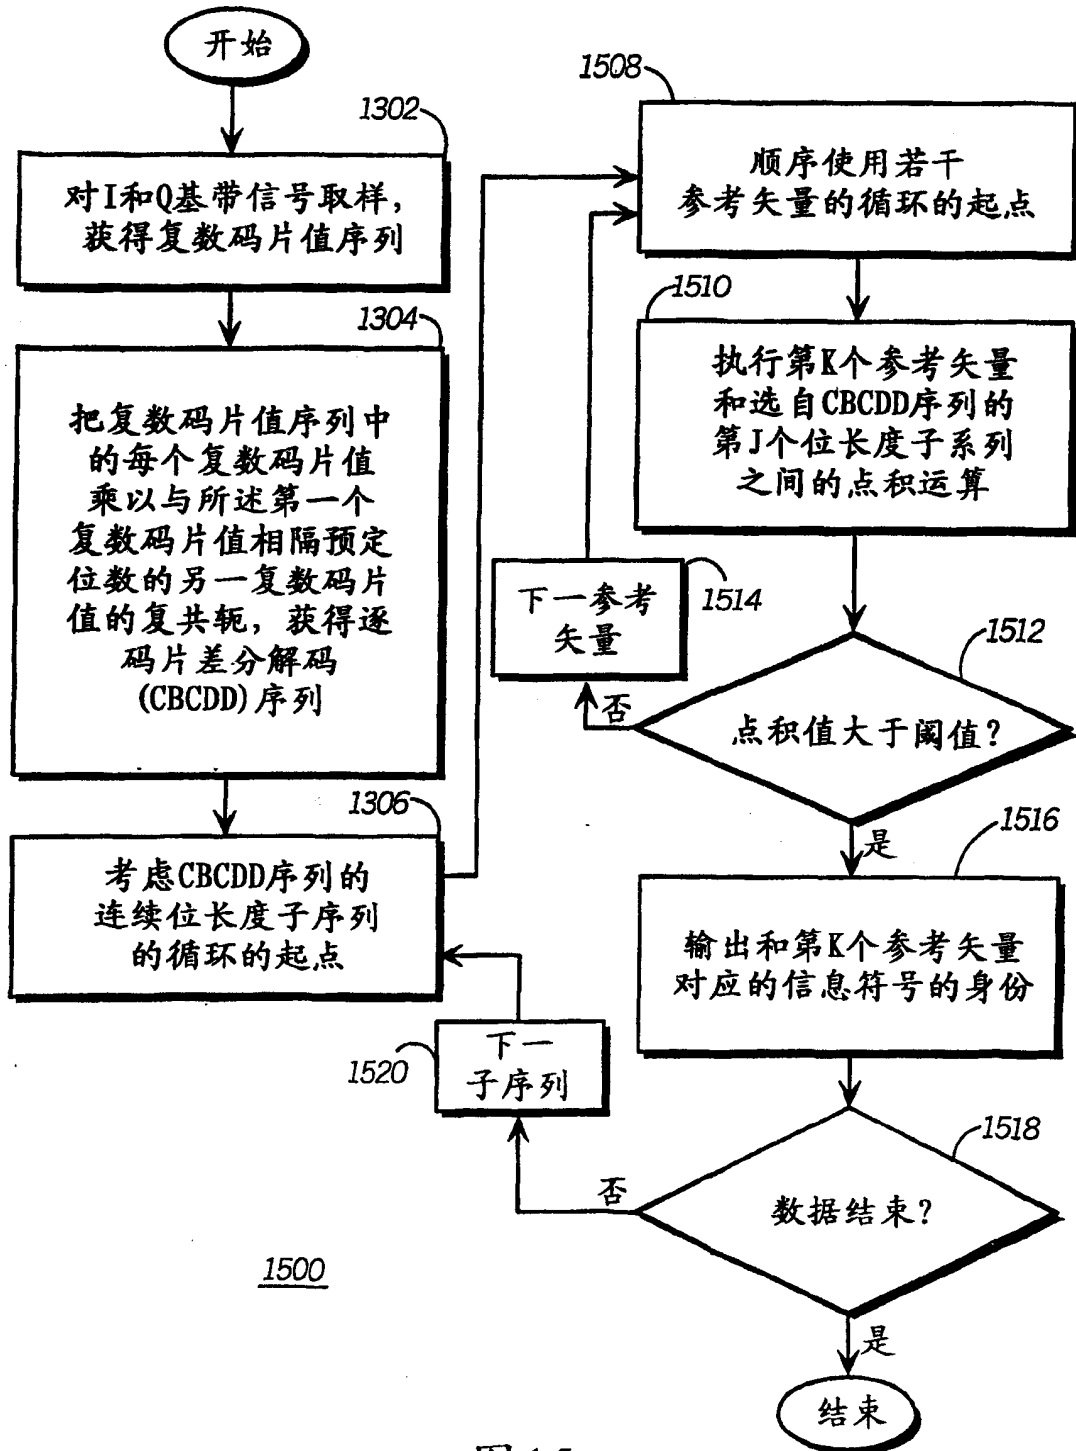 开始
1302
对I和Q基带信号取样，
获得复数码片值序列
1304
把复数码片值序列中
的每个复数码片值
乘以与所述第一个
复数码片值相隔预定
位数的另一复数码片
值的复共轭，获得逐
码片差分解码
(CBCDD)序列
1306
考虑CBCDD序列的
连续位长度子序列
的循环的起点
1508
顺序使用若干
参考矢量的循环的起点
1510
执行第K个参考矢量
和选自CBCDD序列的
第J个位长度子系列
之间的点积运算
下一参考
矢量
1514
1512
点积值大于阈值？
否
是
1516
输出和第K个参考矢量
对应的信息符号的身份
下一
子序列
1520
1518
数据结束？
否
是
1500
结束